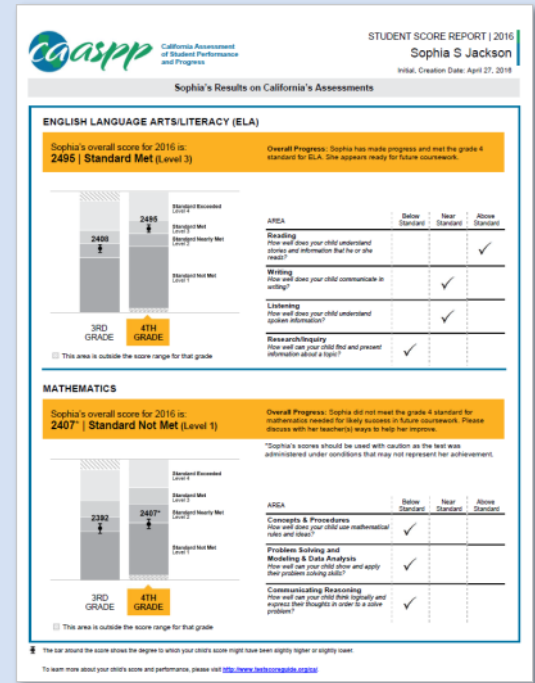 caaspp
California Assessment
of Student Performance
and Progress
STUDENT SCORE REPORT | 2016
Sophia S Jackson
Initial, Creation Date: April 27, 2018
Sophia's Results on California's Assessments
ENGLISH LANGUAGE ARTS/LITERACY (ELA)
Sophia's overall score for 2016 is:
2495 | Standard Met (Level 3)
Overall Progress: Sophia has made progress and met the grade 4
standard for ELA. She appears ready for future coursework.
2406
2495
Standard Exceeded
Level 4
Standard Met
Level 3
Standard Nearly Met
Level 2
Standard Not Met
Level 1
3RD
GRADE
4TH
GRADE
This area is outside the score range for that grade
AREA
Below
Standard
Near
Standard
Above
Standard
Reading
How well does your child understand
stories and information that he or she
reads?
Writing
How well does your child communicate in
writing?
Listening
How well does your child understand
spoken information?
Research/Inquiry
How well can your child find and present
information about a topic?
MATHEMATICS
Sophia's overall score for 2016 is:
2407* | Standard Not Met (Level 1)
Overall Progress: Sophia did not meet the grade 4 standard for
mathematics needed for likely success in future coursework. Please
discuss with her teacher(s) ways to help her improve.
*Sophia's scores should be used with caution as the test was
administered under conditions that may not represent her achievement.
2392
2407*
Standard Exceeded
Level 4
Standard Met
Level 3
Standard Nearly Met
Level 2
Standard Not Met
Level 1
3RD
GRADE
4TH
GRADE
This area is outside the score range for that grade
AREA
Below
Standard
Near
Standard
Above
Standard
Concepts & Procedures
How well does your child use mathematical
rules and ideas?
Problem Solving and
Modeling & Data Analysis
How well can your child show and apply
their problem solving skills?
Communicating Reasoning
How well can your child think logically and
express their thoughts in order to a solve
problem?
The bar around the score shows the degree to which your child's score might have been slightly higher or slightly lower.
To learn more about your child's score and performance, please visit http://www.testscoreguide.org/ca/.